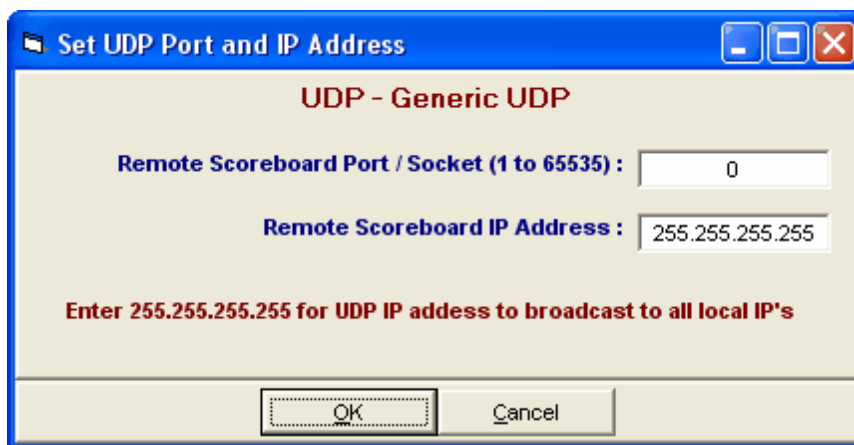 Set UDP Port and IP Address
UDP - Generic UDP
Remote Scoreboard Port / Socket (1 to 65535) : 0
Remote Scoreboard IP Address : 255.255.255.255
Enter 255.255.255.255 for UDP IP addess to broadcast to all local IP's
OK Cancel